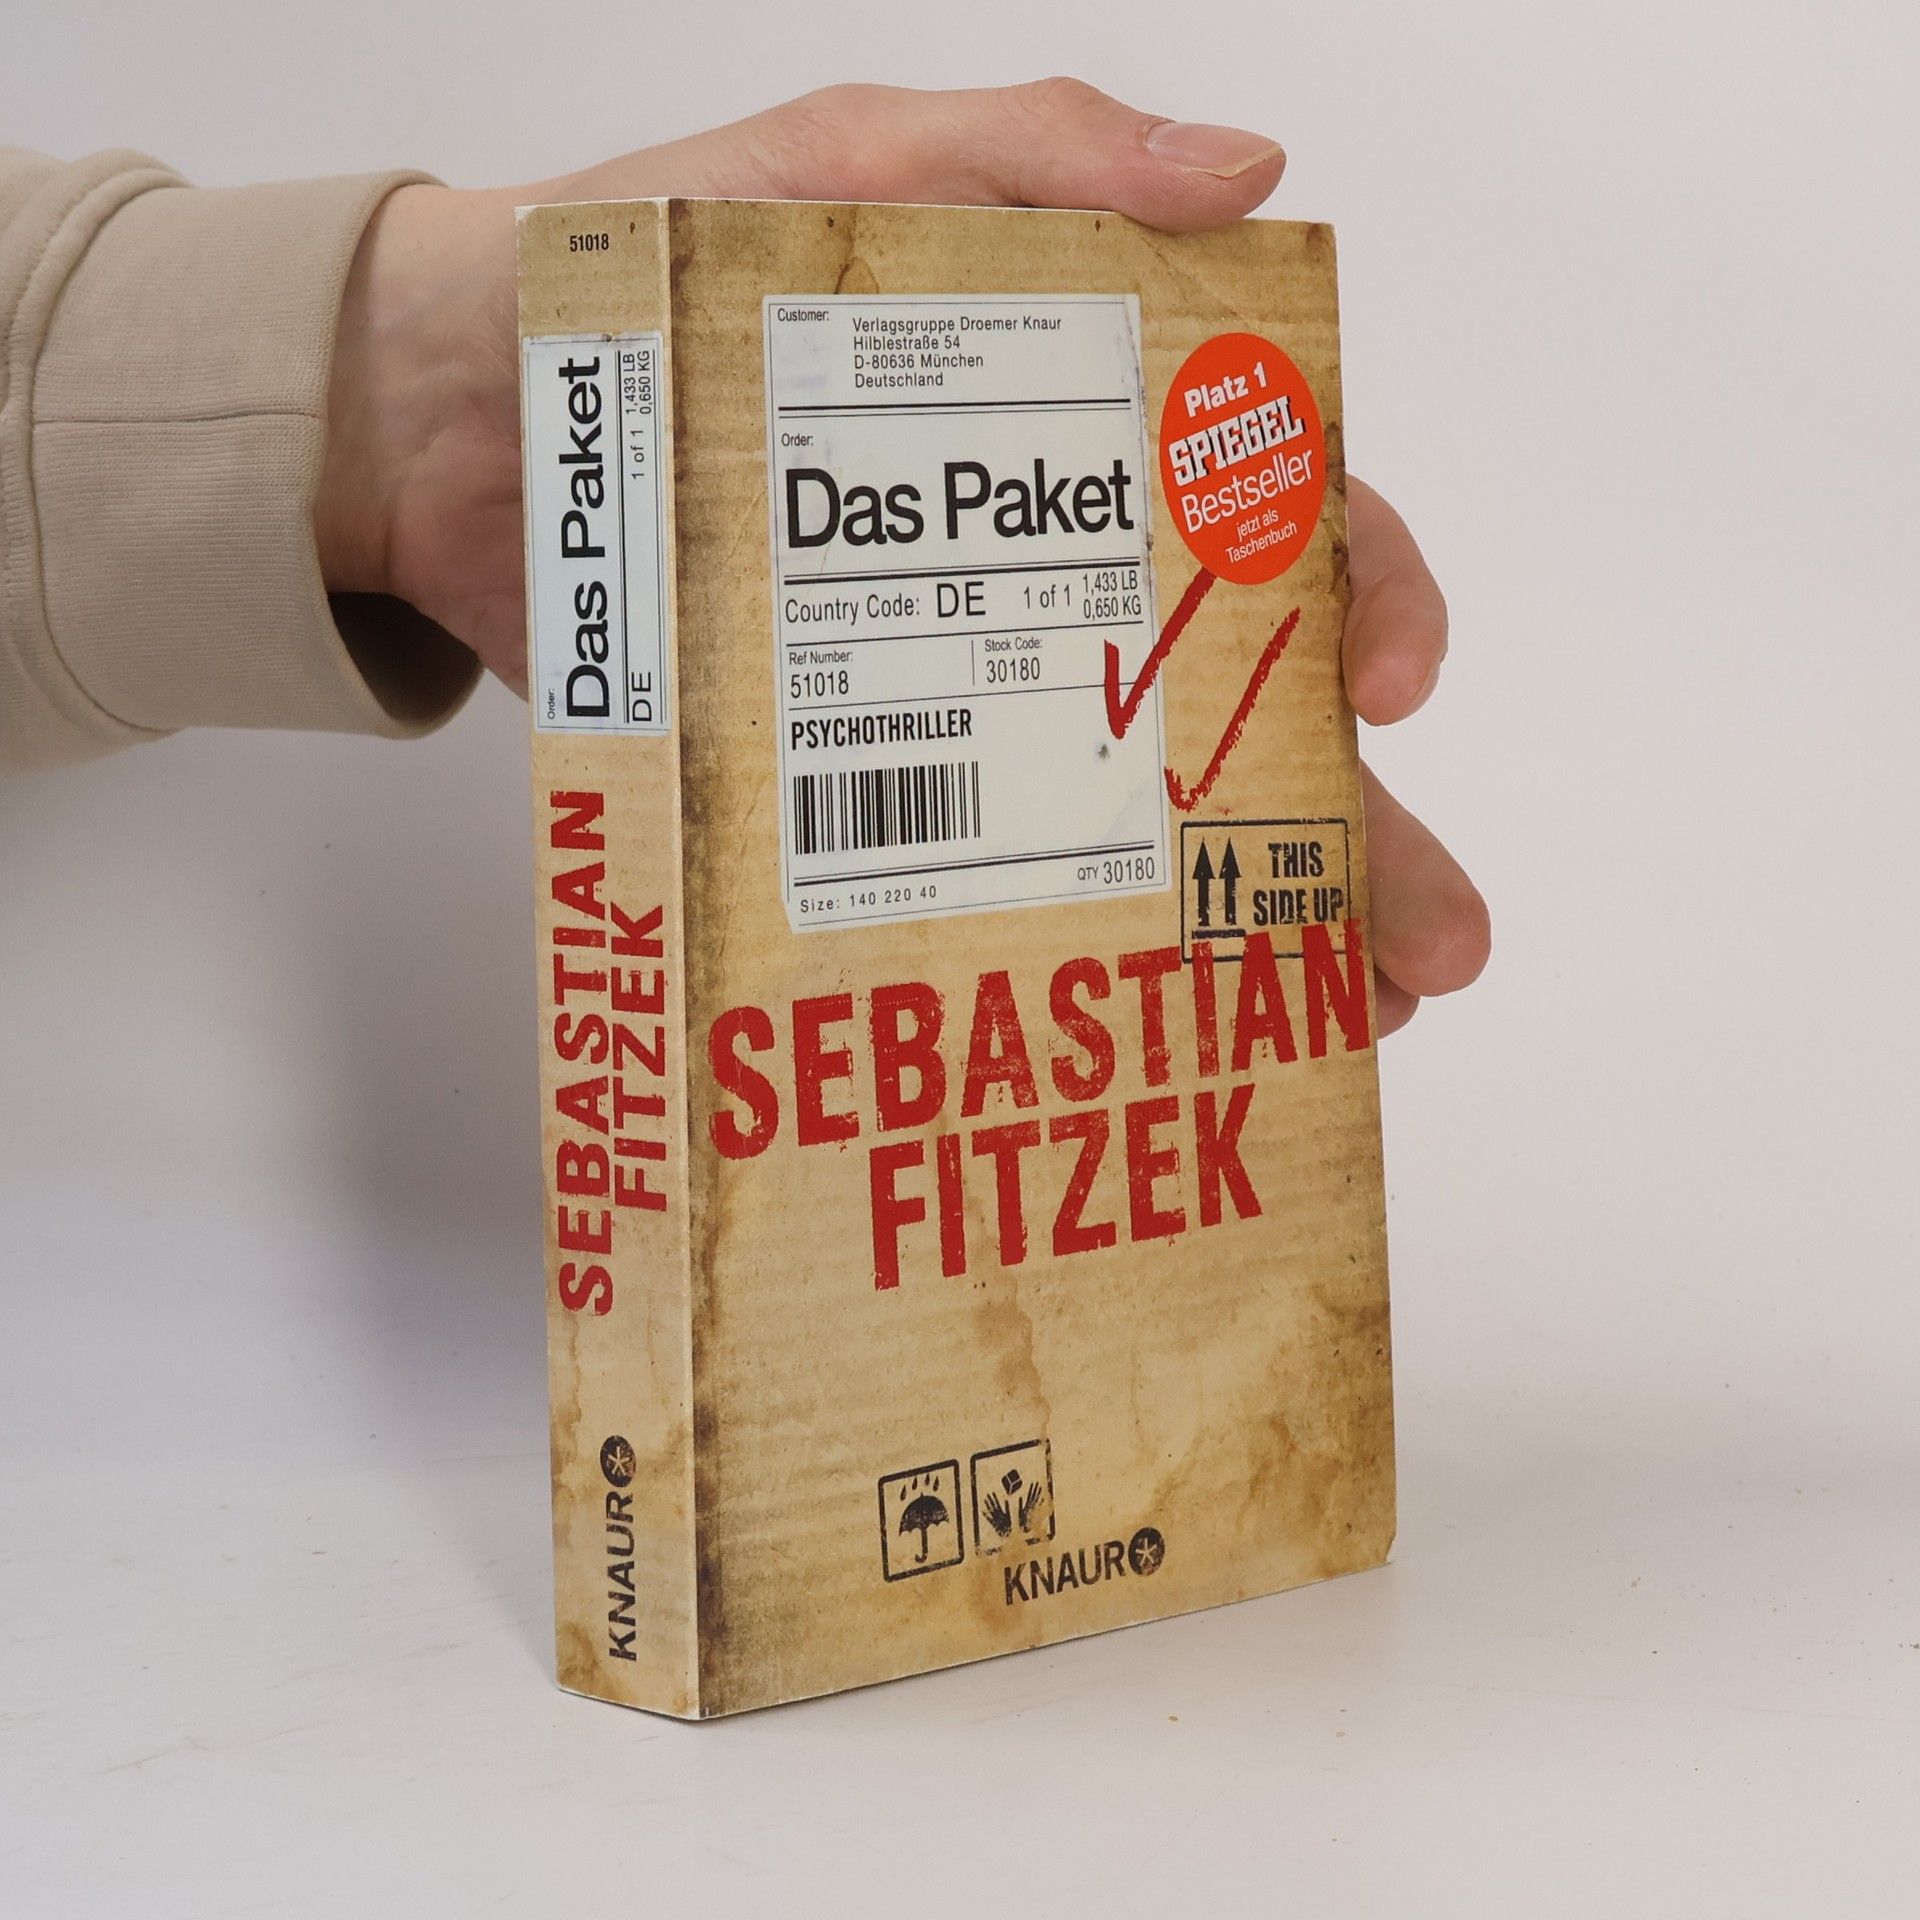 51018
Order:
Das Paket
DE 1 of 1 1,433 LB
0,650 KG
SEBASTIAN
FITZEK
KNAUR
Customer:
Verlagsgruppe Droemer Knaur
Hilblestraße 54
D-80636 München
Deutschland
Order:
Das Paket
Platz 1
SPIEGEL
Bestseller
jetzt als
Taschenbuch
Country Code: DE 1 of 1 1,433 LB
0,650 KG
Ref Number: Stock Code:
51018 30180
PSYCHOTHRILLER
QTY 30180
Size: 140 220 40
THIS
SIDE UP
SEBASTIAN
FITZEK
KNAUR